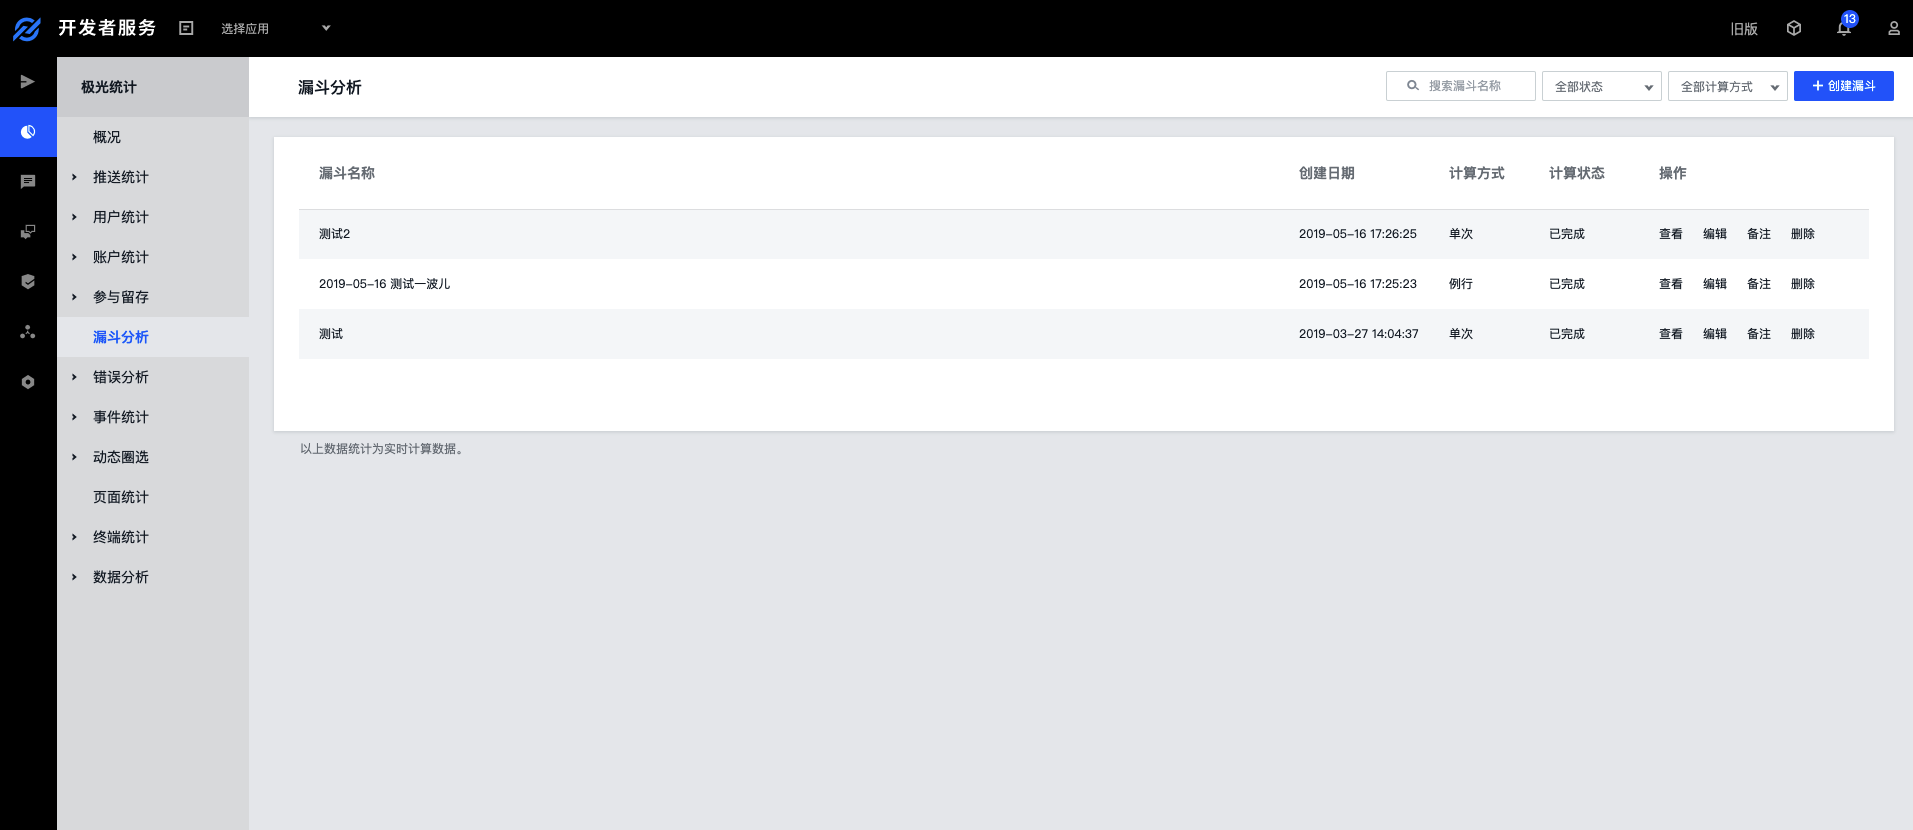 开发者服务
选择应用
旧版
13
极光统计
概况
推送统计
用户统计
账户统计
参与留存
漏斗分析
错误分析
事件统计
动态圈选
页面统计
终端统计
数据分析
漏斗分析
搜索漏斗名称
全部状态
全部计算方式
+ 创建漏斗
漏斗名称 创建日期 计算方式 计算状态 操作
测试2 2019-05-16 17:26:25 单次 已完成 查看 编辑 备注 删除
2019-05-16 测试一波儿 2019-05-16 17:25:23 例行 已完成 查看 编辑 备注 删除
测试 2019-03-27 14:04:37 单次 已完成 查看 编辑 备注 删除
以上数据统计为实时计算数据。